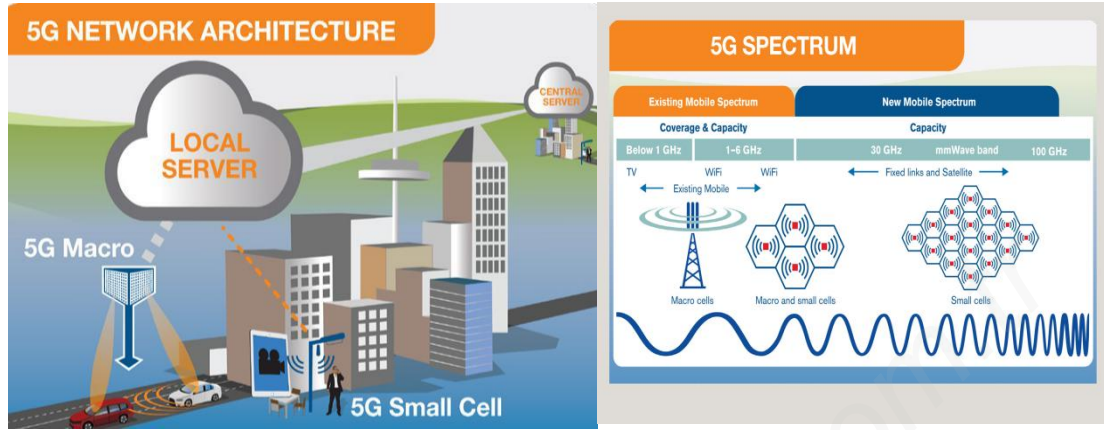 5G NETWORK ARCHITECTURE
CENTRAL
SERVER
LOCAL
SERVER
5G Macro
5G Small Cell
5G SPECTRUM
Existing Mobile Spectrum
New Mobile Spectrum
Coverage & Capacity
Capacity
Below 1 GHz
1-6 GHz
30 GHz
mmWave band
100 GHz
TV
WiFi
WiFi
Fixed links and Satellite
Existing Mobile
Macro cells
Macro and small cells
Small cells